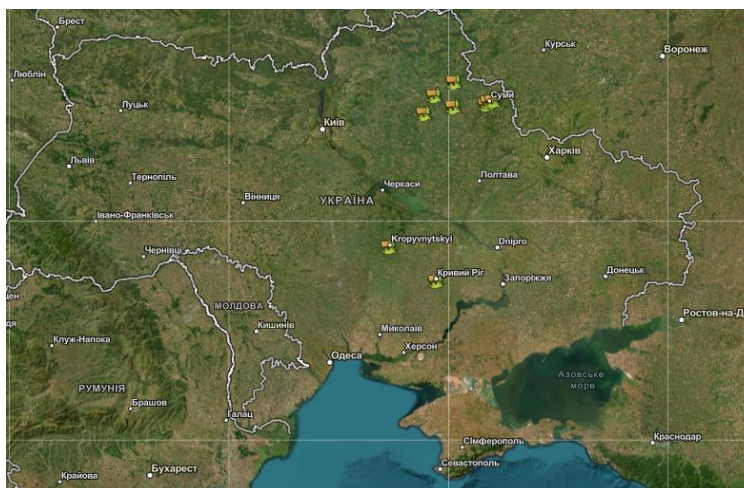 Брест
Курськ
Воронеж
Люблін
Луцьк
Суми
Київ
Харків
Львів
Тернопіль
Черкаси
Полтава
Вінниця
УКРАЇНА
Івано-Франківськ
Чернівці
Kropyvnytskyi
Dnipro
Кривий Ріг
Запоріжжя
Донецьк
МОЛДОВА
Миколаїв
Ростов-на-Д
Кишинів
Клуж-Напока
Херсон
Одеса
Азовське
море
РУМУНІЯ
Брашов
Галац
Сімферополь
Краснодар
Севастополь
Бухарест
Крайова